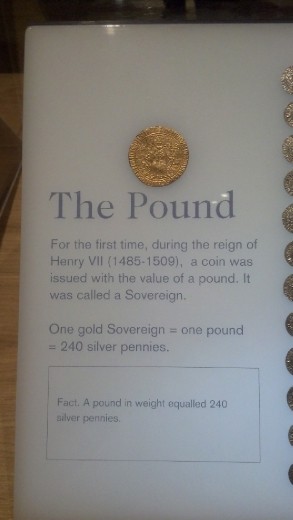 The Pound
For the first time, during the reign of
Henry VII (1485-1509), a coin was
issued with the value of a pound. It
was called a Sovereign.
One gold Sovereign = one pound
= 240 silver pennies.
Fact. A pound in weight equalled 240
silver pennies.